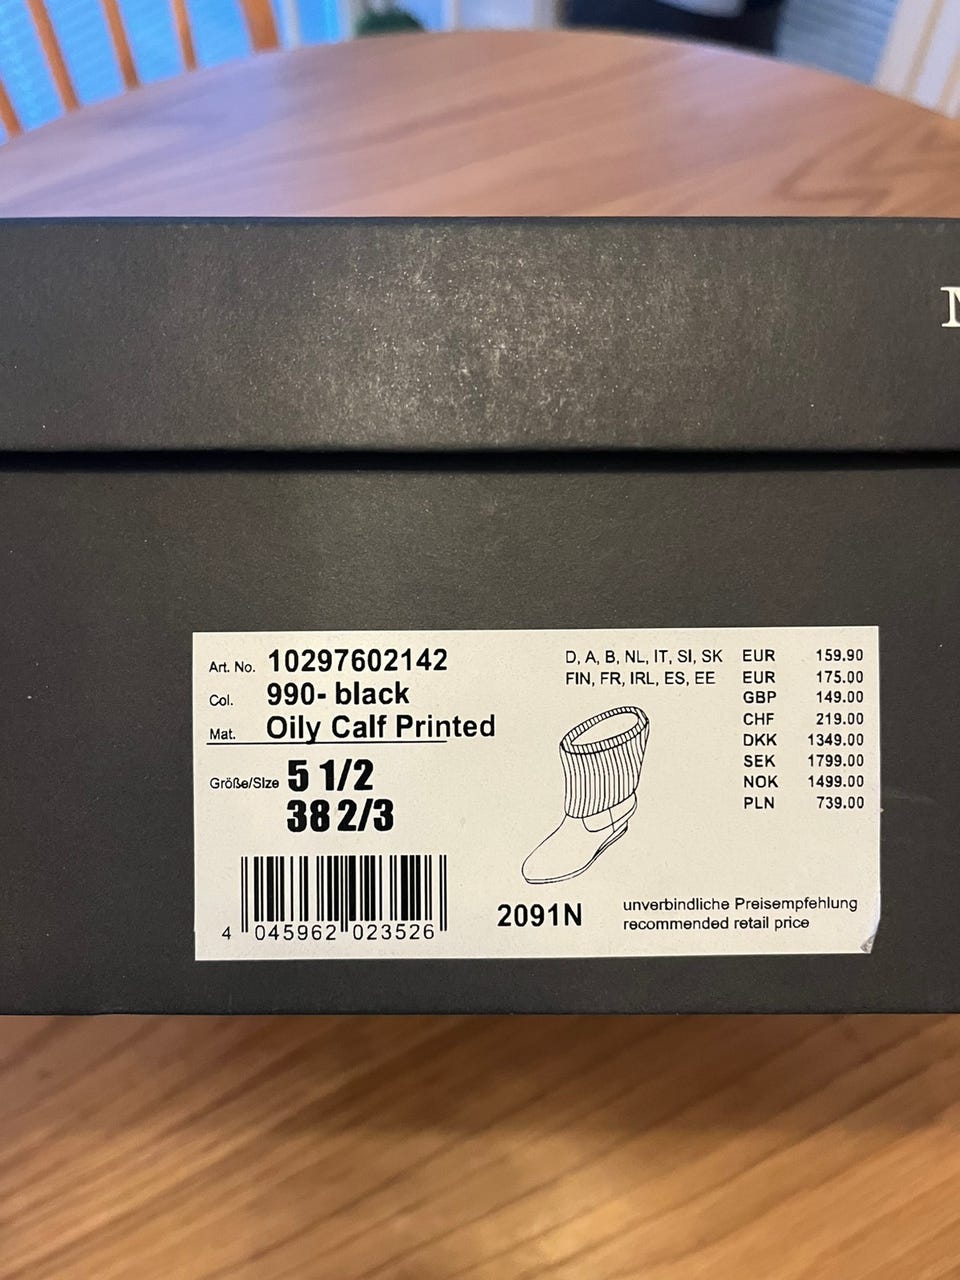 Art. No. 10297602142
Col. 990- black
Mat. Oily Calf Printed
Größe/Size 5 1/2
38 2/3
4 045962 023526
D, A, B, NL, IT, SI, SK EUR 159.90
FIN, FR, IRL, ES, EE EUR 175.00
GBP 149.00
CHF 219.00
DKK 1349.00
SEK 1799.00
NOK 1499.00
PLN 739.00
2091N
unverbindliche Preisempfehlung
recommended retail price